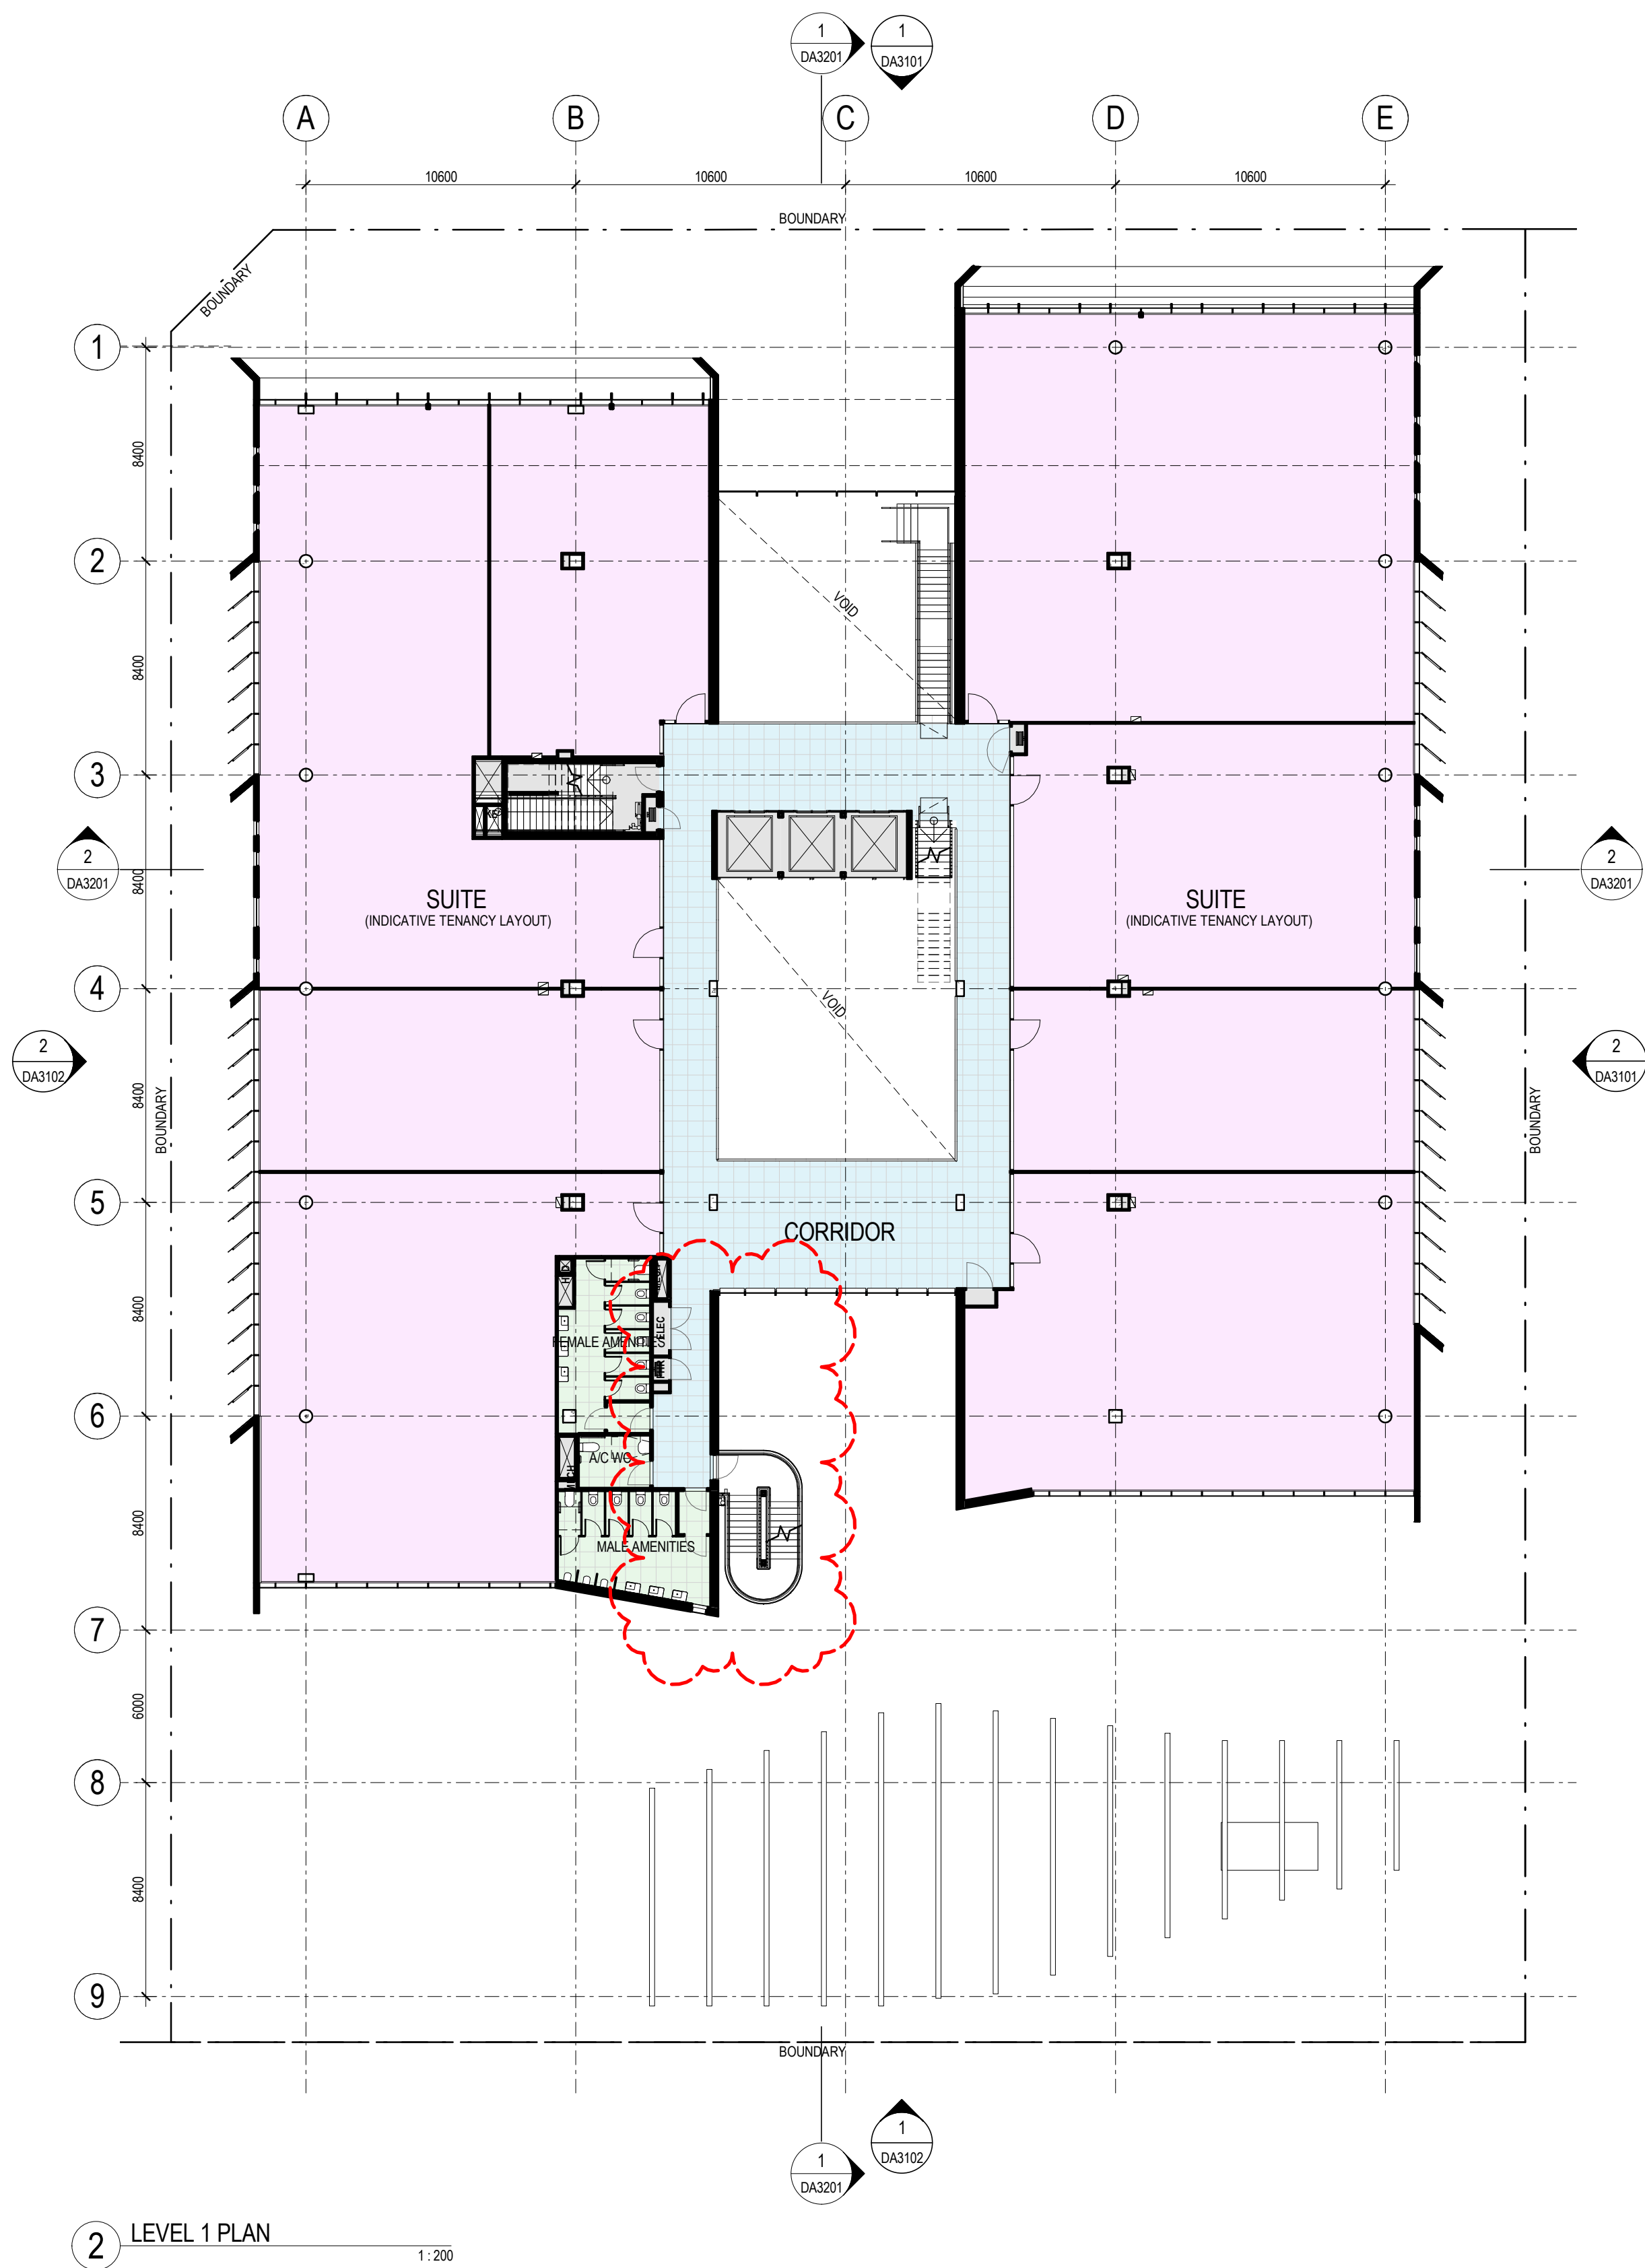 1
DA3201
1
DA3101
A
B
C
D
E
10600
10600
10600
10600
BOUNDARY
BOUNDARY
1
8400
2
VOID
8400
3
2
DA3201
8400
2
DA3201
SUITE
(INDICATIVE TENANCY LAYOUT)
SUITE
(INDICATIVE TENANCY LAYOUT)
4
VOID
2
DA3102
2
DA3101
8400
BOUNDARY
BOUNDARY
5
CORRIDOR
8400
ELEC
FEMALE AMENITIES
6
A/C WC
MECH
8400
MALE AMENITIES
7
6000
8
8400
9
BOUNDARY
1
DA3102
1
DA3201
2
LEVEL 1 PLAN
1 : 200